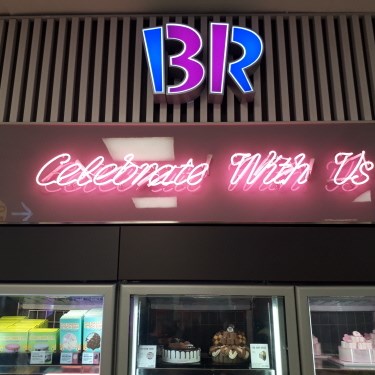 BR
Celebrate With Us